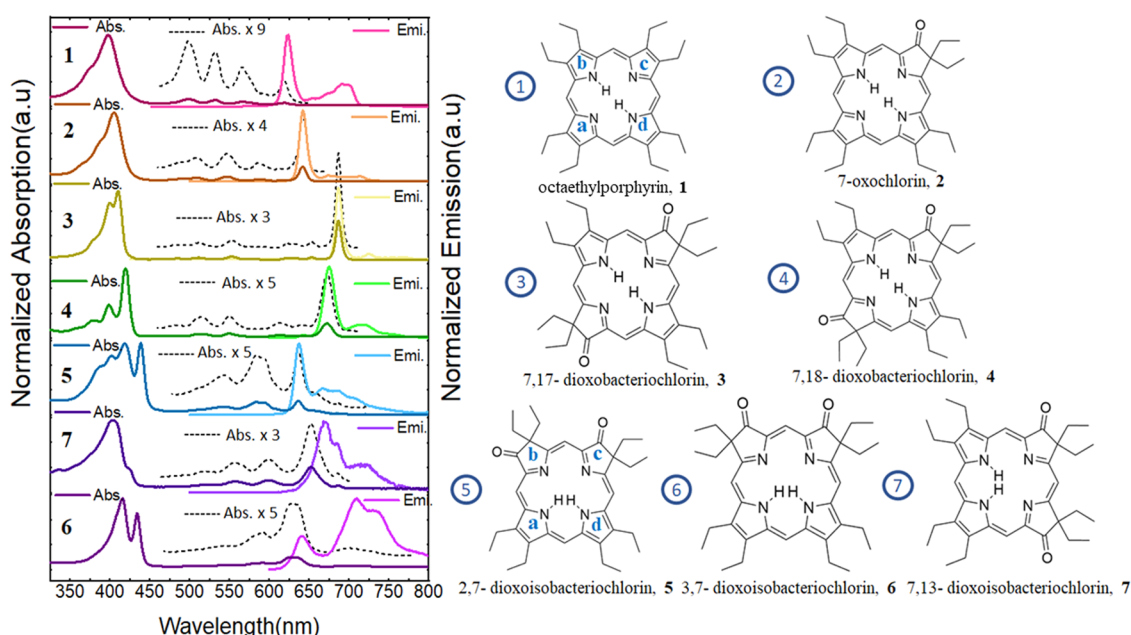 Normalized Absorption(a.u)
Normalized Emission(a.u)
1 Abs. Abs. x 9 Emi.
2 Abs. Abs. x 4 Emi.
3 Abs. Abs. x 3 Emi.
4 Abs. Abs. x 5 Emi.
5 Abs. Abs. x 5 Emi.
7 Abs. Abs. x 3 Emi.
6 Abs. Abs. x 5 Emi.
350 400 450 500 550 600 650 700 750 800
Wavelength(nm)
1
b c
N N
H
H
N N
a d
octaethylporphyrin, 1
2
O
N N
H
H
N N
7-oxochlorin, 2
3
O
N N
H
H
N N
O
7,17- dioxobacteriochlorin, 3
4
O
N N
H
H
N N
O
7,18- dioxobacteriochlorin, 4
5
O O
b c
N N
H H
N N
a d
2,7- dioxoisobacteriochlorin, 5
6
O O
N N
H H
N N
3,7- dioxoisobacteriochlorin, 6
7
O
N N
H
H
N N
O
7,13- dioxoisobacteriochlorin, 7